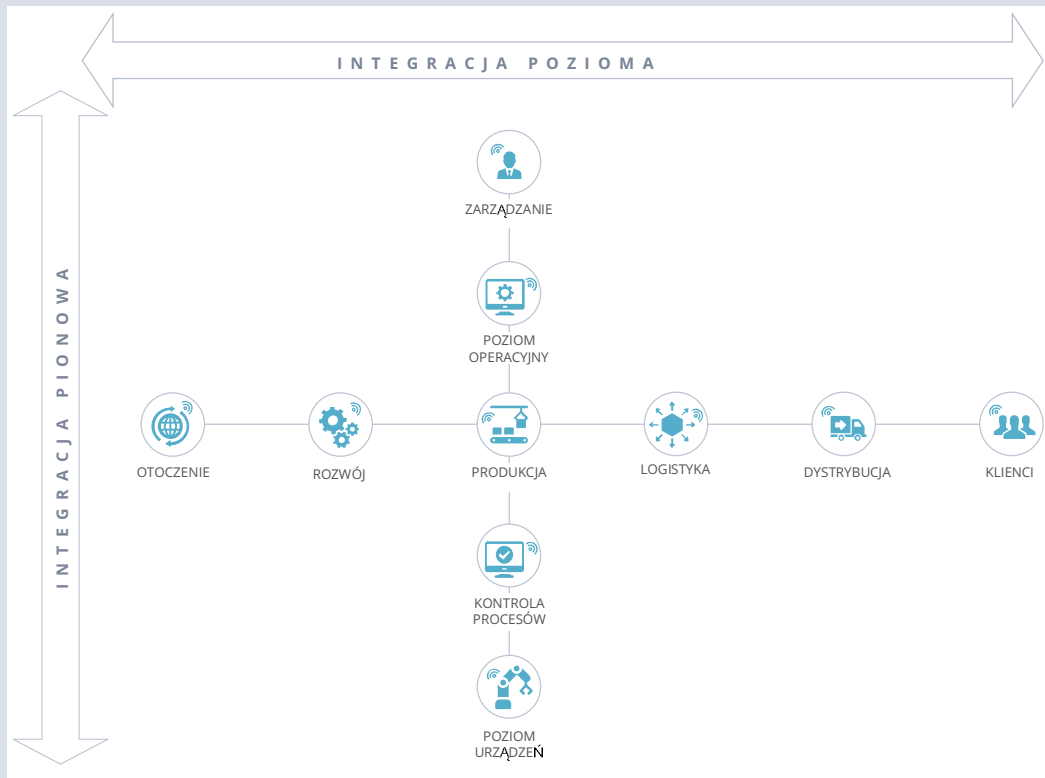 INTEGRACJA POZIOMA
INTEGRACJA PIONOWA
ZARZĄDZANIE
POZIOM
OPERACYJNY
OTOCZENIE
ROZWÓJ
PRODUKCJA
LOGISTYKA
DYSTRYBUCJA
KLIENCI
KONTROLA
PROCESÓW
POZIOM
URZĄDZEŃ